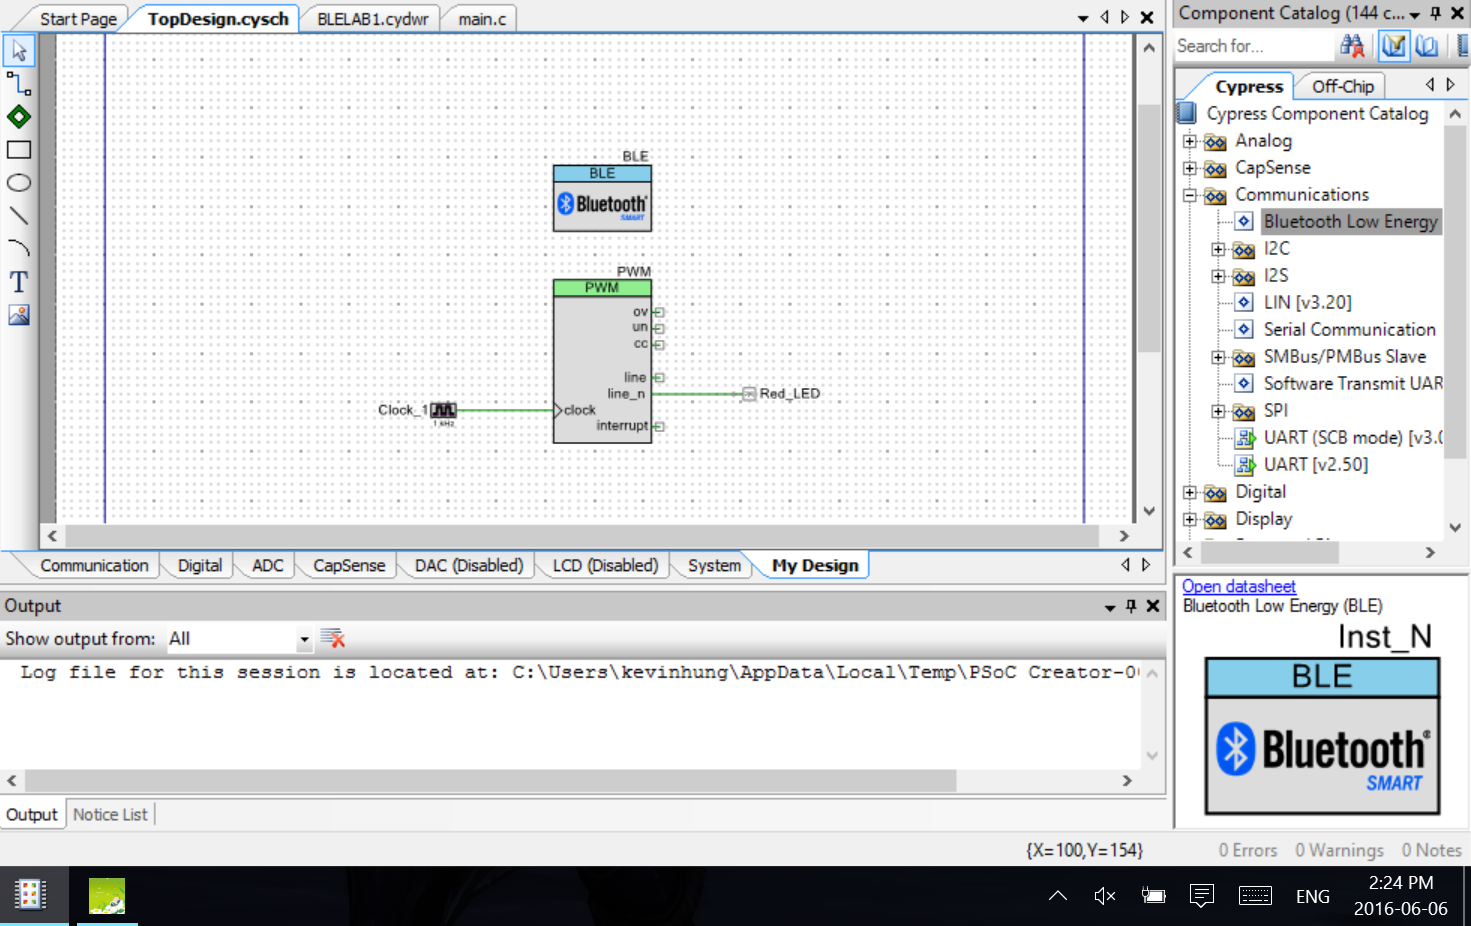 Start Page
TopDesign.cysch
BLELAB1.cydwr
main.c
Component Catalog (144 c...
Search for...
Cypress
Off-Chip
Cypress Component Catalog
Analog
CapSense
Communications
Bluetooth Low Energy
I2C
I2S
LIN [v3.20]
Serial Communication
SMBus/PMBus Slave
Software Transmit UAR
SPI
UART (SCB mode) [v3.0
UART [v2.50]
Digital
Display
T
BLE
BLE
Bluetooth
SMART
PWM
PWM
ov
un
cc
line
line_n
Red_LED
Clock_1
1 kHz
clock
interrupt
Communication
Digital
ADC
CapSense
DAC (Disabled)
LCD (Disabled)
System
My Design
Output
Show output from: All
Log file for this session is located at: C:\Users\kevinhung\AppData\Local\Temp\PSoC Creator-0
Output
Notice List
Open datasheet
Bluetooth Low Energy (BLE)
Inst_N
BLE
Bluetooth®
SMART
{X=100,Y=154}
0 Errors
0 Warnings
0 Notes
ENG
2:24 PM
2016-06-06